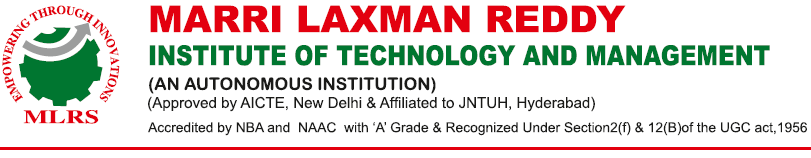 EMPOWERING THROUGH INNOVATIONS
MLRS
MARRI LAXMAN REDDY
INSTITUTE OF TECHNOLOGY AND MANAGEMENT
(AN AUTONOMOUS INSTITUTION)
(Approved by AICTE, New Delhi & Affiliated to JNTUH, Hyderabad)
Accredited by NBA and NAAC with ‘A’ Grade & Recognized Under Section2(f) & 12(B)of the UGC act,1956